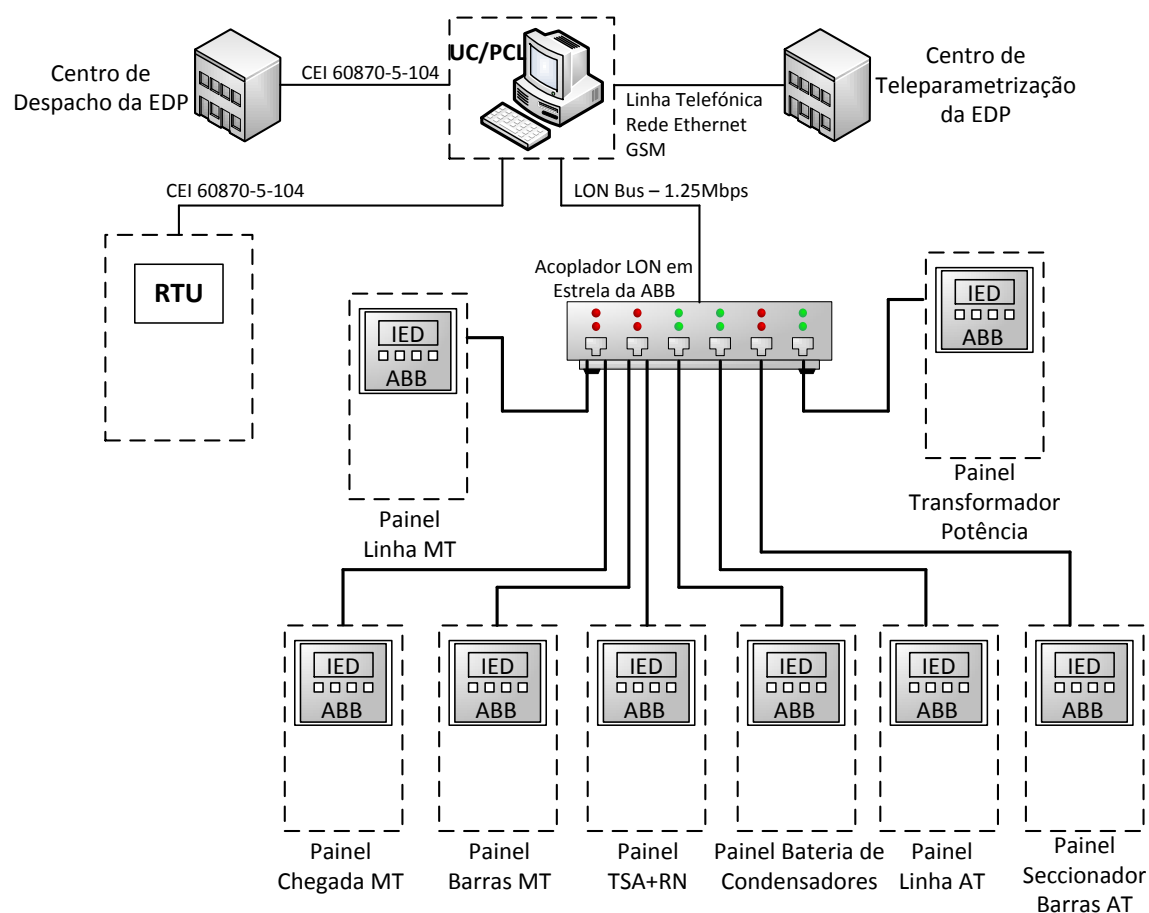 Centro de
Despacho da EDP
CEI 60870-5-104
UC/PCL
Linha Telefónica
Rede Ethernet
GSM
Centro de
Teleparametrização
da EDP
CEI 60870-5-104
LON Bus – 1.25Mbps
RTU
Acoplador LON em
Estrela da ABB
IED
ABB
Painel
Linha MT
IED
ABB
Painel
Transformador
Potência
IED
ABB
Painel
Chegada MT
IED
ABB
Painel
Barras MT
IED
ABB
Painel
TSA+RN
IED
ABB
Painel Bateria de
Condensadores
IED
ABB
Painel
Linha AT
IED
ABB
Painel
Seccionador
Barras AT